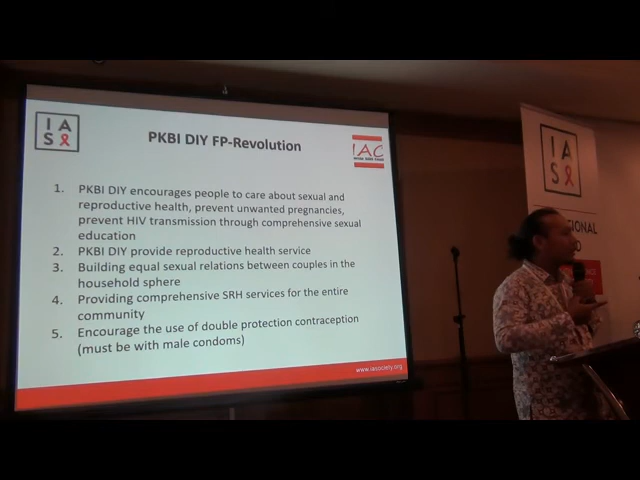 I A
S
PKBI DIY FP-Revolution
IAC
1. PKBI DIY encourages people to care about sexual and
reproductive health, prevent unwanted pregnancies,
prevent HIV transmission through comprehensive sexual
education
2. PKBI DIY provide reproductive health service
3. Building equal sexual relations between couples in the
household sphere
4. Providing comprehensive SRH services for the entire
community
5. Encourage the use of double protection contraception
(must be with male condoms)
www.iasociety.org
I A
S